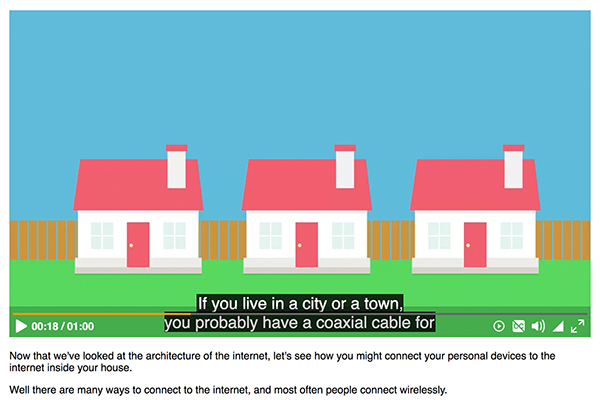 If you live in a city or a town,
you probably have a coaxial cable for
00:18 / 01:00
Now that we've looked at the architecture of the internet, let's see how you might connect your personal devices to the
internet inside your house.
Well there are many ways to connect to the internet, and most often people connect wirelessly.